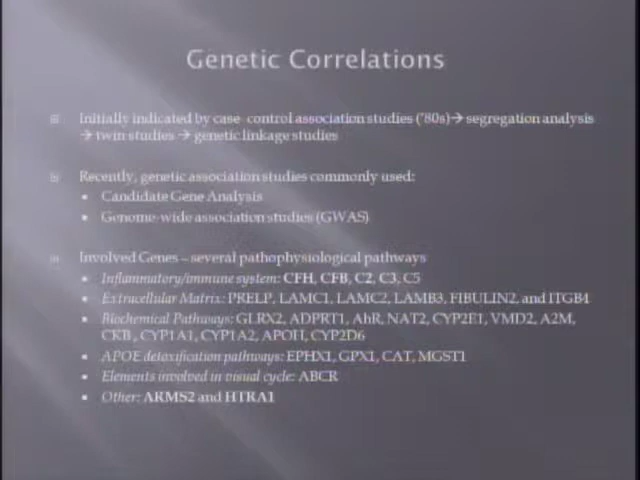 Genetic Correlations
Initially indicated by case control association studies ('80s)→ segregation analysis
→ twin studies → genetic linkage studies
Recently, genetic association studies commonly used:
Candidate Gene Analysis
Genome-wide association studies (GWAS)
Involved Genes – several pathophysiological pathways
Inflammatory/immune system: CFH, CFB, C2, C3, C5
Extracellular Matrix: PRELP, LAMC1, LAMC2, LAMB3, FIBULIN2, and ITGB4
Biochemical Pathways: GLRX2, ADPRT1, AhR, NAT2, CYP2E1, VMD2, A2M,
CKB, CYP1A1, CYP1A2, APOH, CYP2D6
APOE detoxification pathways: EPHX1, GPX1, CAT, MGST1
Elements involved in visual cycle: ABCR
Other: ARMS2 and HTRA1